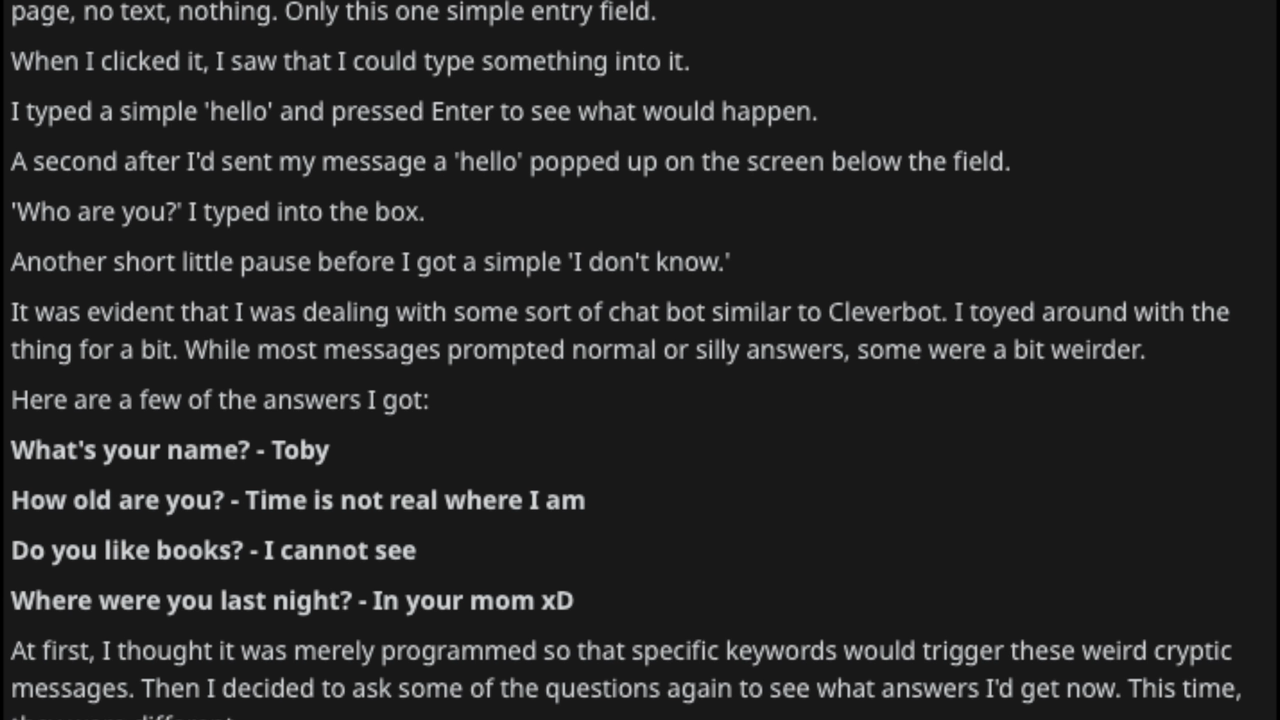 page, no text, nothing. Only this one simple entry field.
When I clicked it, I saw that I could type something into it.
I typed a simple 'hello' and pressed Enter to see what would happen.
A second after I'd sent my message a 'hello' popped up on the screen below the field.
'Who are you?' I typed into the box.
Another short little pause before I got a simple 'I don't know.'
It was evident that I was dealing with some sort of chat bot similar to Cleverbot. I toyed around with the
thing for a bit. While most messages prompted normal or silly answers, some were a bit weirder.
Here are a few of the answers I got:
What's your name? - Toby
How old are you? - Time is not real where I am
Do you like books? - I cannot see
Where were you last night? - In your mom xD
At first, I thought it was merely programmed so that specific keywords would trigger these weird cryptic
messages. Then I decided to ask some of the questions again to see what answers I'd get now. This time,